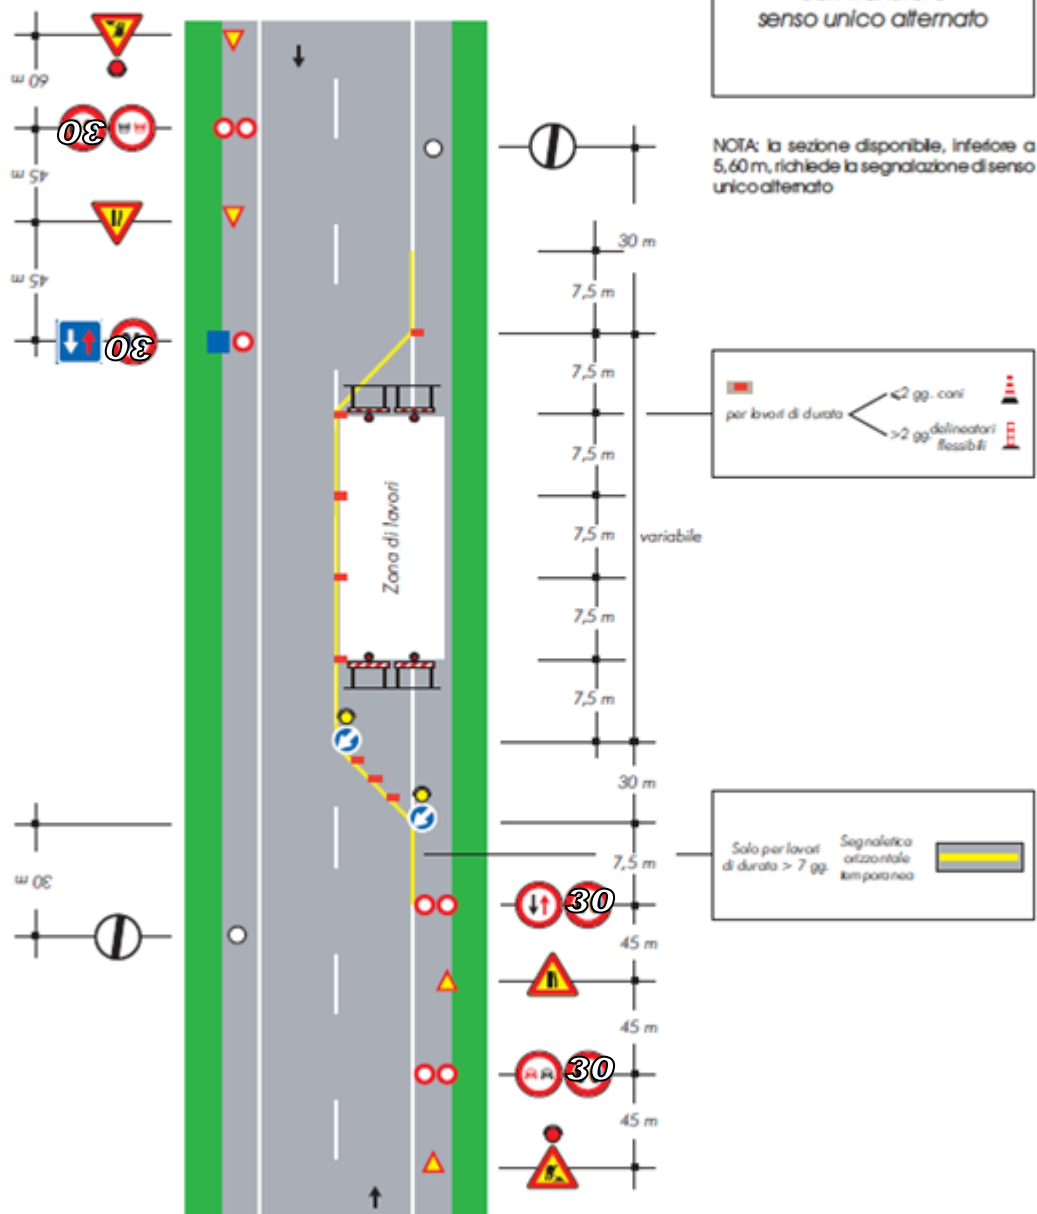 senso unico alternato
NOTA: la sezione disponibile, inferiore a
5,60 m, richiede la segnalazione di senso
unico alternato
60 m
30
45 m
45 m
30
30 m
7,5 m
7,5 m
per lavori di durata
≤2 gg. coni
>2 gg. delineatori
flessibili
7,5 m
Zona di lavori
7,5 m
variabile
7,5 m
7,5 m
30 m
Solo per lavori
di durata > 7 gg.
Segnaletica
orizzontale
temporanea
7,5 m
30 m
30
45 m
45 m
30
45 m